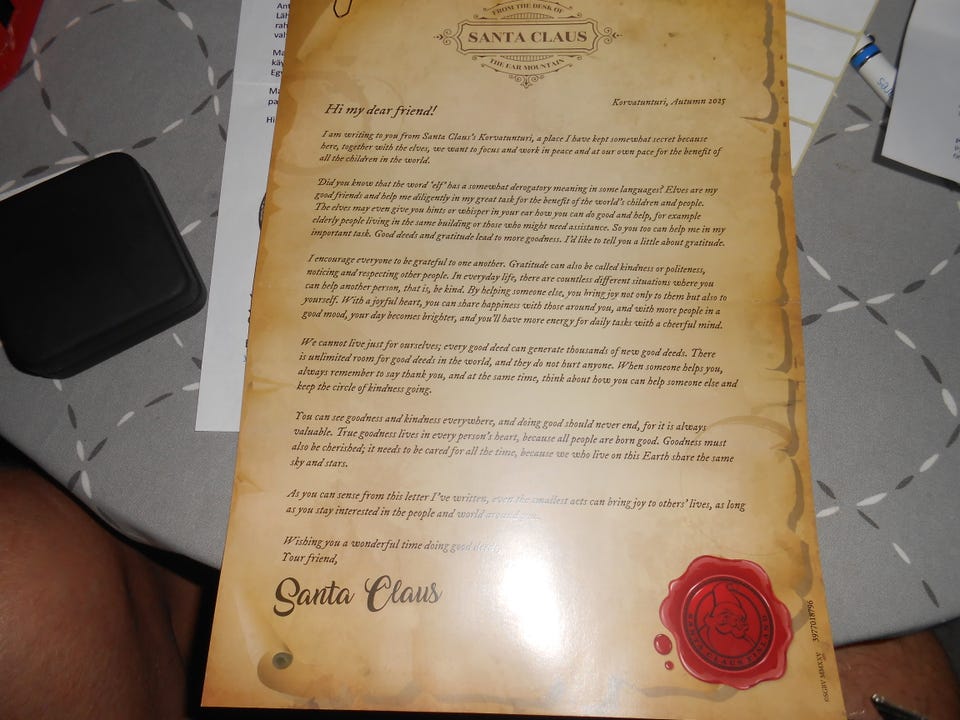 FROM THE DESK OF
SANTA CLAUS
THE EAR MOUNTAIN
Korvatunturi, Autumn 2025
Hi my dear friend!
I am writing to you from Santa Claus's Korvatunturi, a place I have kept somewhat secret because
here, together with the elves, we want to focus and work in peace and at our own pace for the benefit of
all the children in the world.
Did you know that the word 'elf' has a somewhat derogatory meaning in some languages? Elves are my
good friends and help me diligently in my great task for the benefit of the world's children and people.
The elves may even give you hints or whisper in your ear how you can do good and help, for example
elderly people living in the same building or those who might need assistance. So you too can help me in my
important task. Good deeds and gratitude lead to more goodness. I'd like to tell you a little about gratitude.
I encourage everyone to be grateful to one another. Gratitude can also be called kindness or politeness,
noticing and respecting other people. In everyday life, there are countless different situations where you
can help another person, that is, be kind. By helping someone else, you bring joy not only to them but also to
yourself. With a joyful heart, you can share happiness with those around you, and with more people in a
good mood, your day becomes brighter, and you'll have more energy for daily tasks with a cheerful mind.
We cannot live just for ourselves; every good deed can generate thousands of new good deeds. There
is unlimited room for good deeds in the world, and they do not hurt anyone. When someone helps you,
always remember to say thank you, and at the same time, think about how you can help someone else and
keep the circle of kindness going.
You can see goodness and kindness everywhere, and doing good should never end, for it is always
valuable. True goodness lives in every person's heart, because all people are born good. Goodness must
also be cherished; it needs to be cared for all the time, because we who live on this Earth share the same
sky and stars.
As you can sense from this letter I've written, even the smallest acts can bring joy to others' lives, as long
as you stay interested in the people and world around you.
Wishing you a wonderful time doing good deeds,
Your friend,
Santa Claus
SANTA CLAUS FINLAND
©SGBV MMXXV 3977018796
Ant
Läh
rah
val
Ma
käy
Egy
Ma
pa
Hi
yes